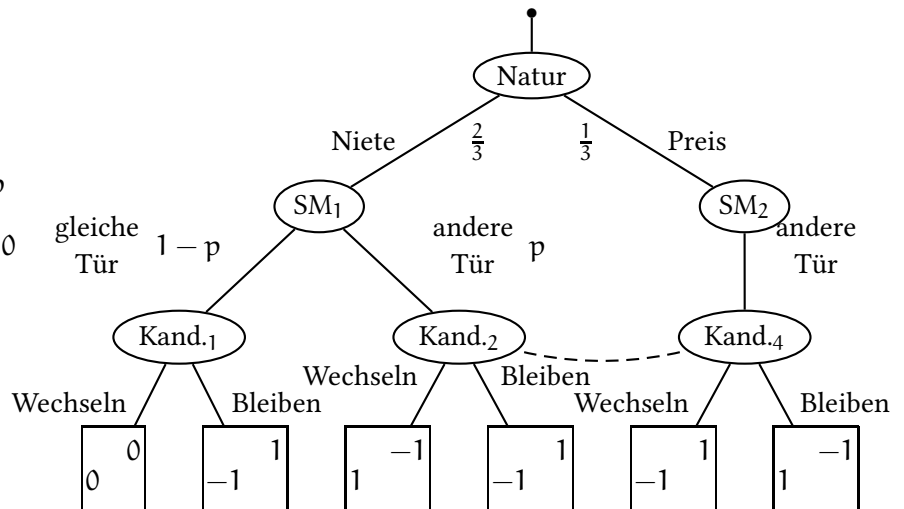 Natur
Niete 2/3 1/3 Preis
SM1 SM2
0 gleiche Tür 1 − p andere Tür p andere Tür
Kand.1 Kand.2 Kand.4
Wechseln Bleiben Wechseln Bleiben Wechseln Bleiben
0 1 −1 1 1 −1
0 −1 1 −1 −1 1